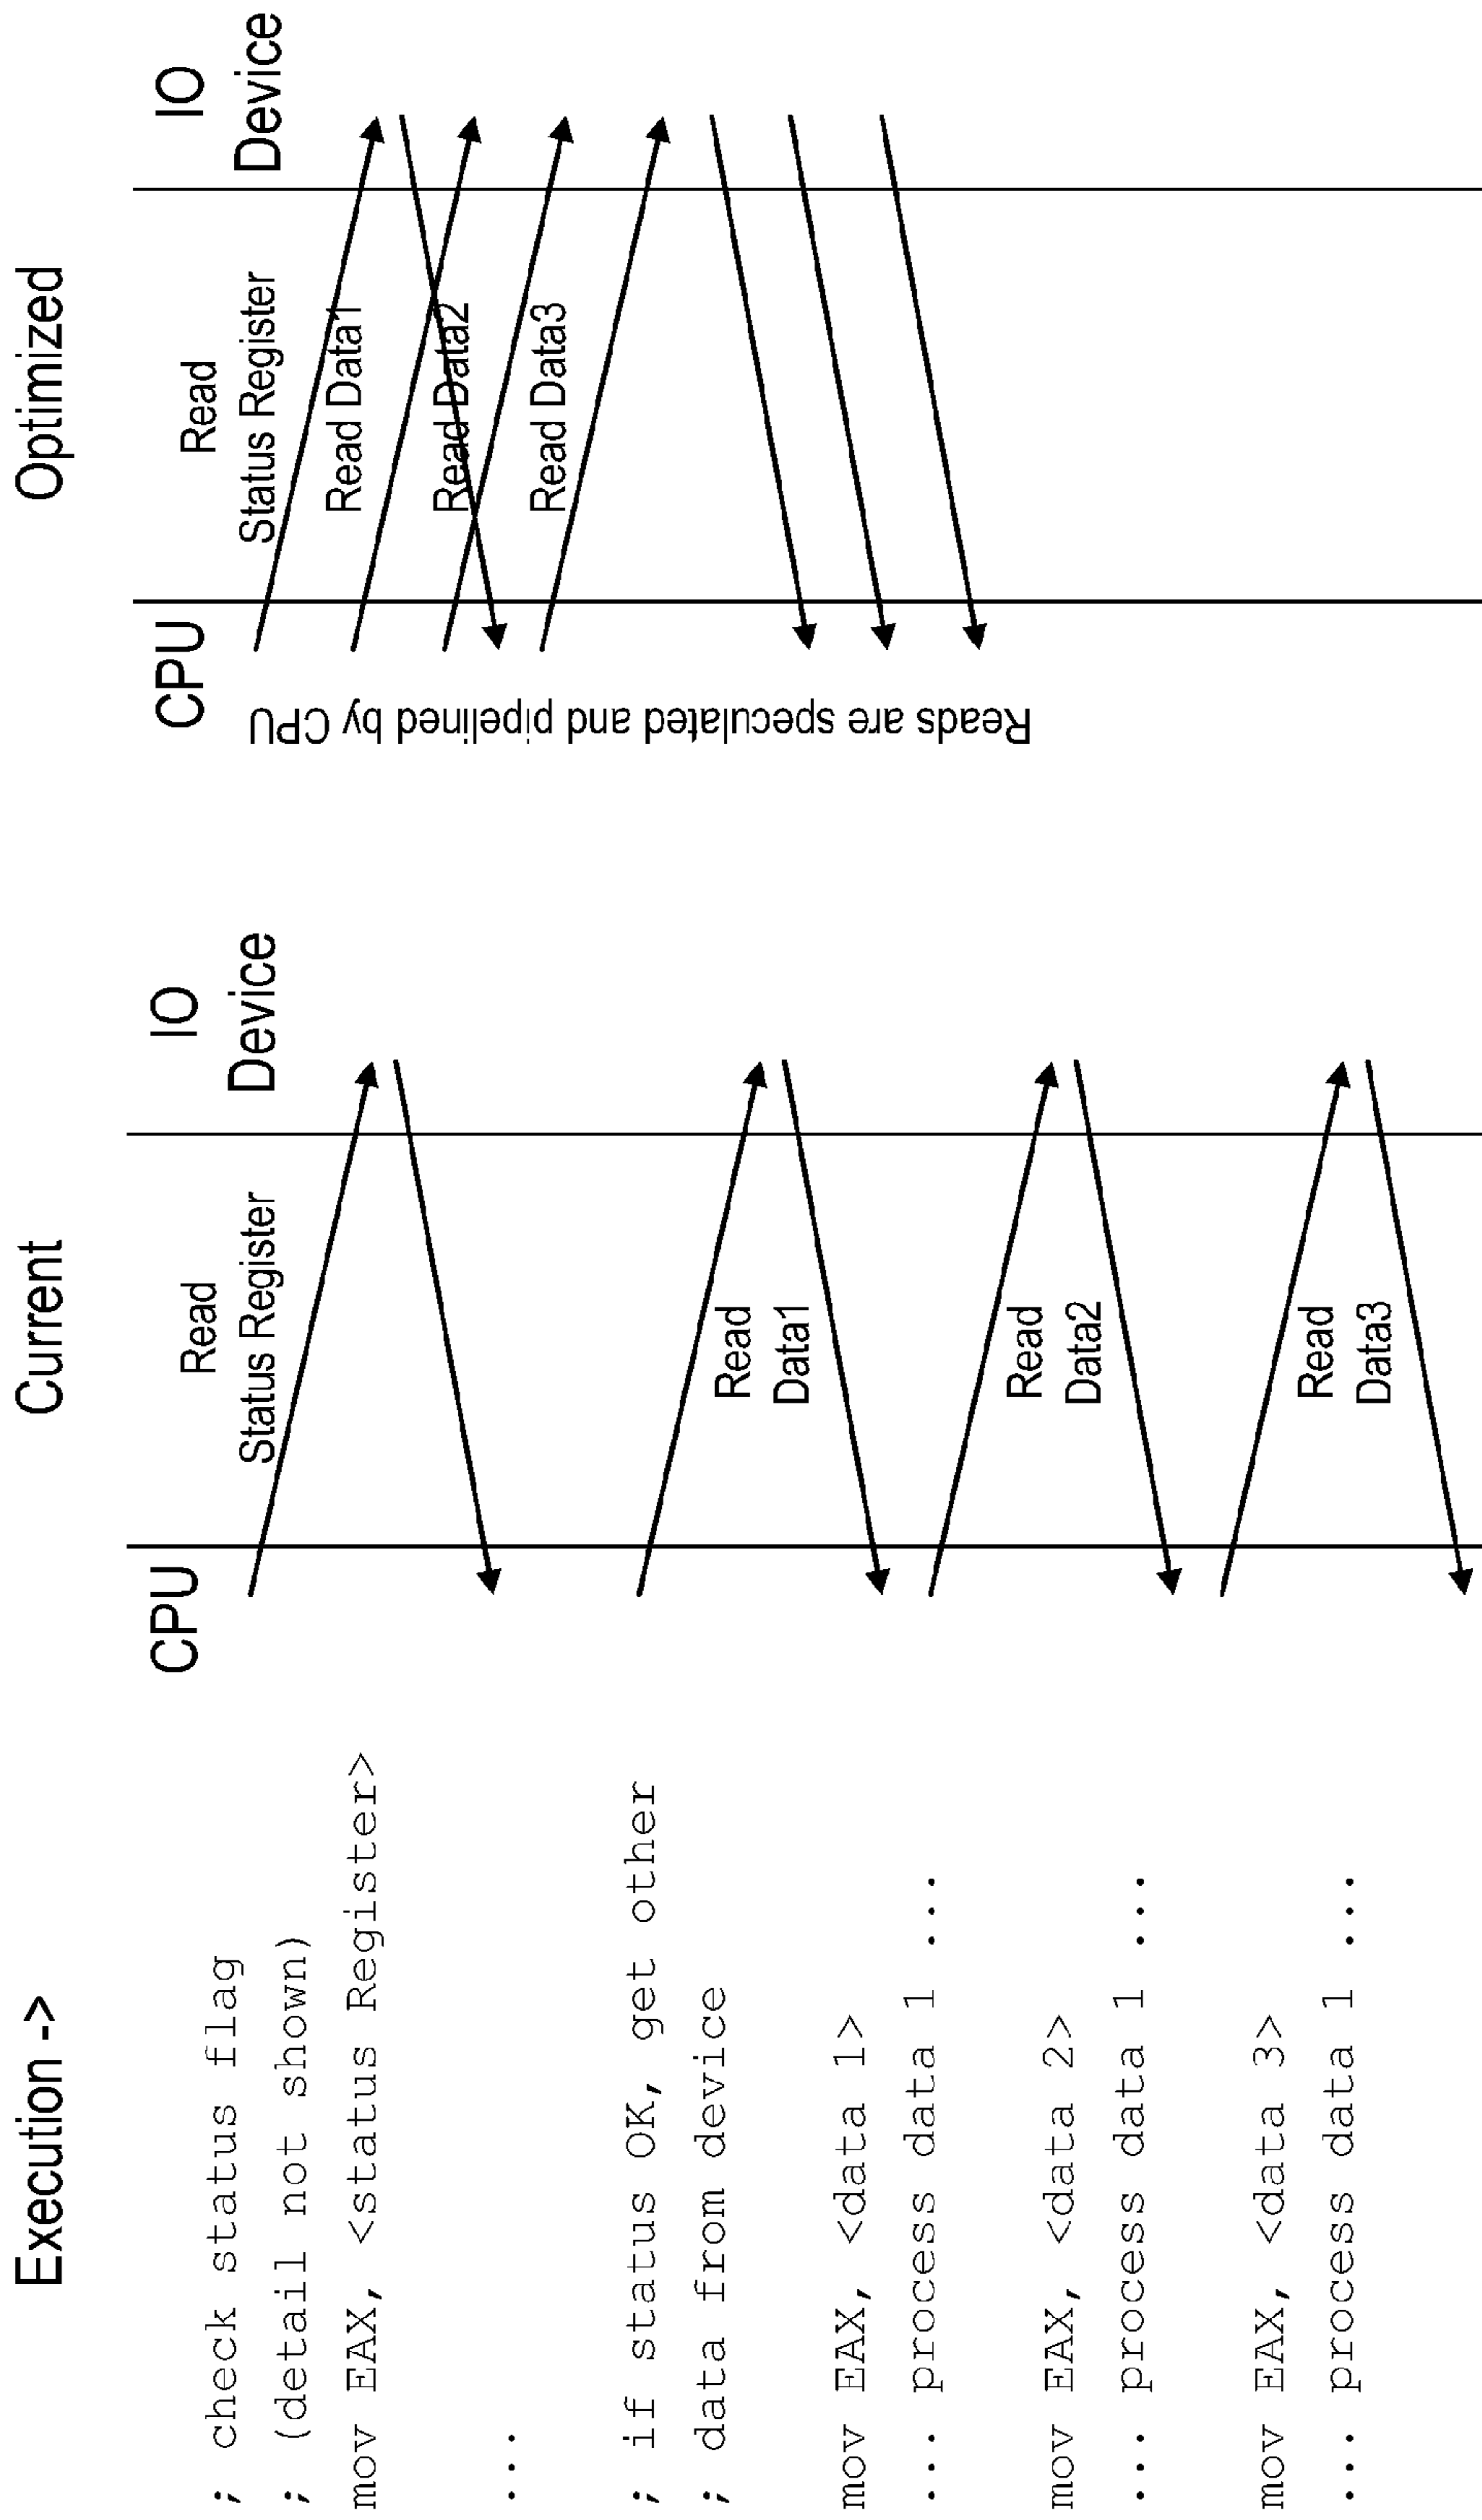 Execution ->
; check status flag
; (detail not shown)
mov EAX, <status Register>
...
; if status OK, get other
; data from device
mov EAX, <data 1>
... process data 1 ...
mov EAX, <data 2>
... process data 1 ...
mov EAX, <data 3>
... process data 1 ...
Current
CPU
IO
Device
Read
Status Register
Read
Data1
Read
Data2
Read
Data3
Optimized
CPU
IO
Device
Read
Status Register
Read Data1
Read Data2
Read Data3
Reads are speculated and pipelined by CPU